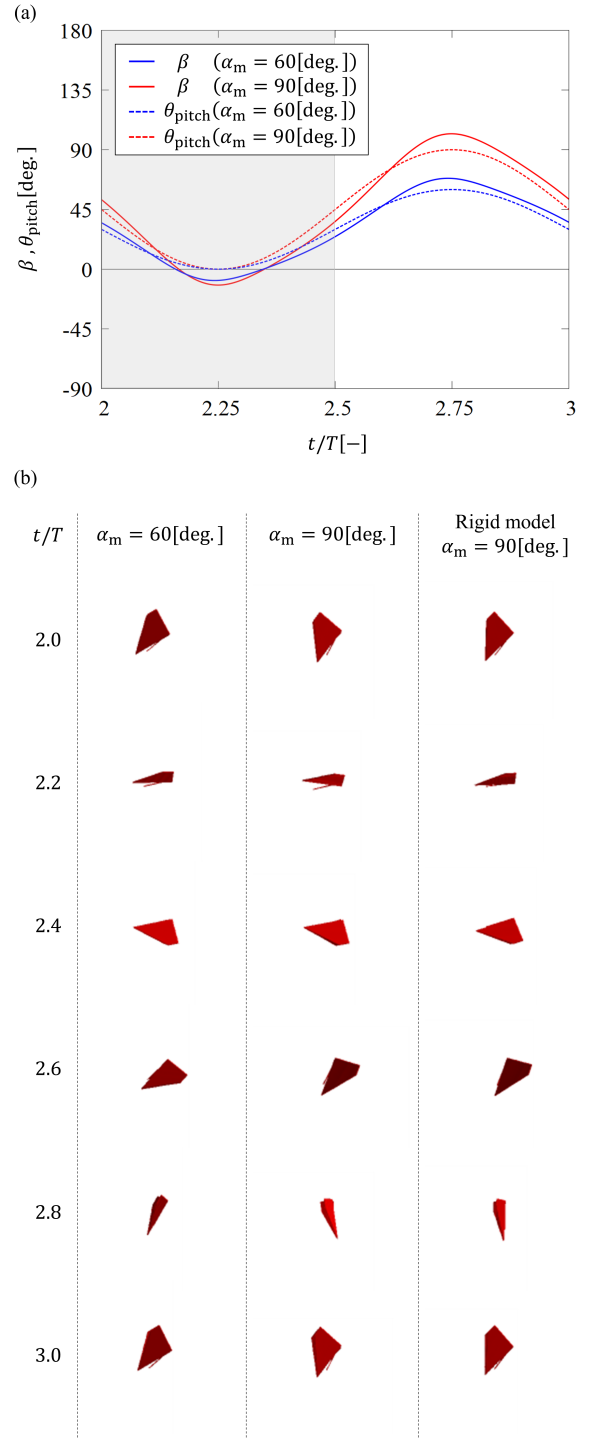 (a)
180
135
90
45
0
-45
-90
β , θpitch[deg.]
β (αm = 60[deg.])
β (αm = 90[deg.])
θpitch(αm = 60[deg.])
θpitch(αm = 90[deg.])
2 2.25 2.5 2.75 3
t/T[−]
(b)
t/T αm = 60[deg.] αm = 90[deg.] Rigid model
αm = 90[deg.]
2.0
2.2
2.4
2.6
2.8
3.0